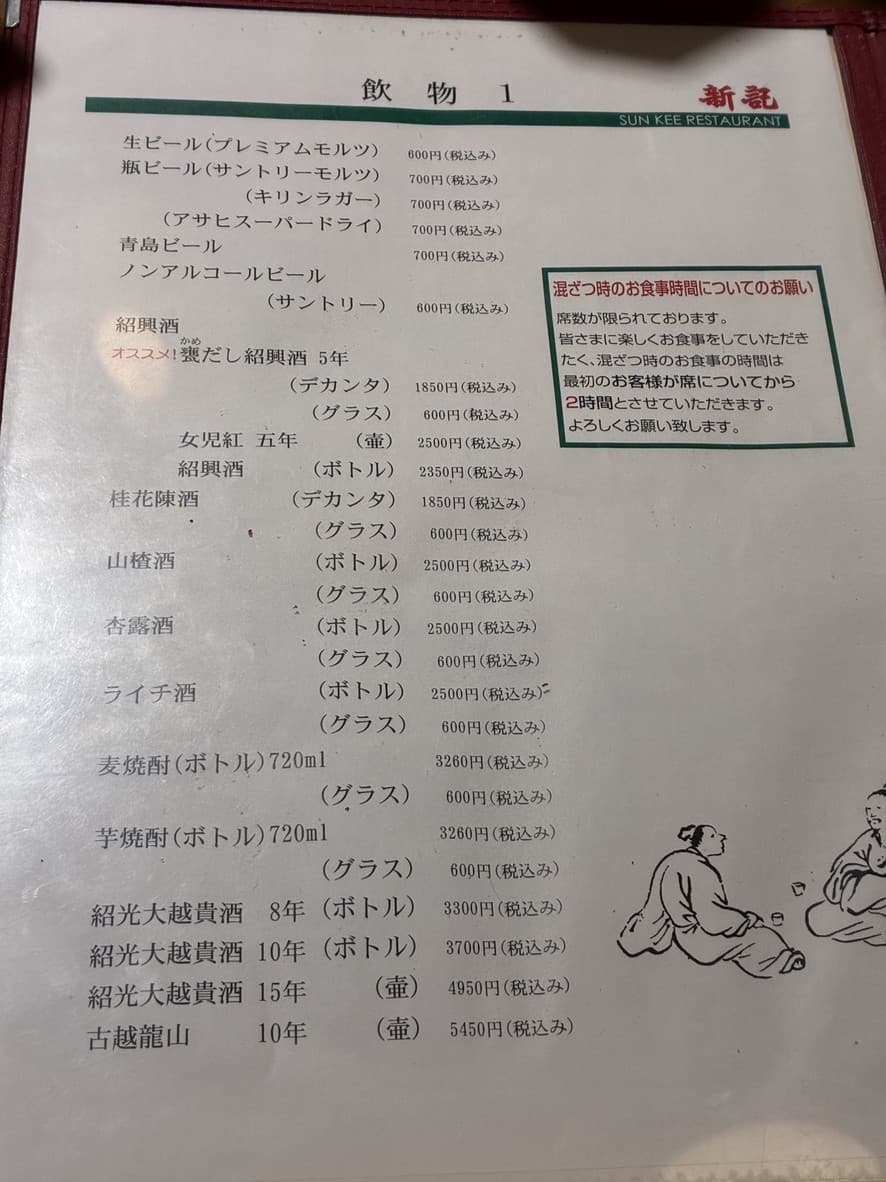 飲物 1
新記
SUN KEE RESTAURANT
生ビール(プレミアムモルツ) 600円(税込み)
瓶ビール(サントリーモルツ) 700円(税込み)
(キリンラガー) 700円(税込み)
(アサヒスーパードライ) 700円(税込み)
青島ビール 700円(税込み)
ノンアルコールビール
(サントリー) 600円(税込み)
紹興酒
かめ
オススメ!甕だし紹興酒 5年
(デカンタ) 1850円(税込み)
(グラス) 600円(税込み)
女児紅 五年 (壺) 2500円(税込み)
紹興酒 (ボトル) 2350円(税込み)
桂花陳酒 (デカンタ) 1850円(税込み)
(グラス) 600円(税込み)
山楂酒 (ボトル) 2500円(税込み)
(グラス) 600円(税込み)
杏露酒 (ボトル) 2500円(税込み)
(グラス) 600円(税込み)
ライチ酒 (ボトル) 2500円(税込み)
(グラス) 600円(税込み)
麦焼酎(ボトル)720ml 3260円(税込み)
(グラス) 600円(税込み)
芋焼酎(ボトル)720ml 3260円(税込み)
(グラス) 600円(税込み)
紹光大越貴酒 8年(ボトル) 3300円(税込み)
紹光大越貴酒 10年(ボトル) 3700円(税込み)
紹光大越貴酒 15年 (壺) 4950円(税込み)
古越龍山 10年 (壺) 5450円(税込み)
混ざつ時のお食事時間についてのお願い
席数が限られております。
皆さまに楽しくお食事をしていただき
たく、混ざつ時のお食事の時間は
最初のお客様が席についてから
2時間とさせていただきます。
よろしくお願い致します。